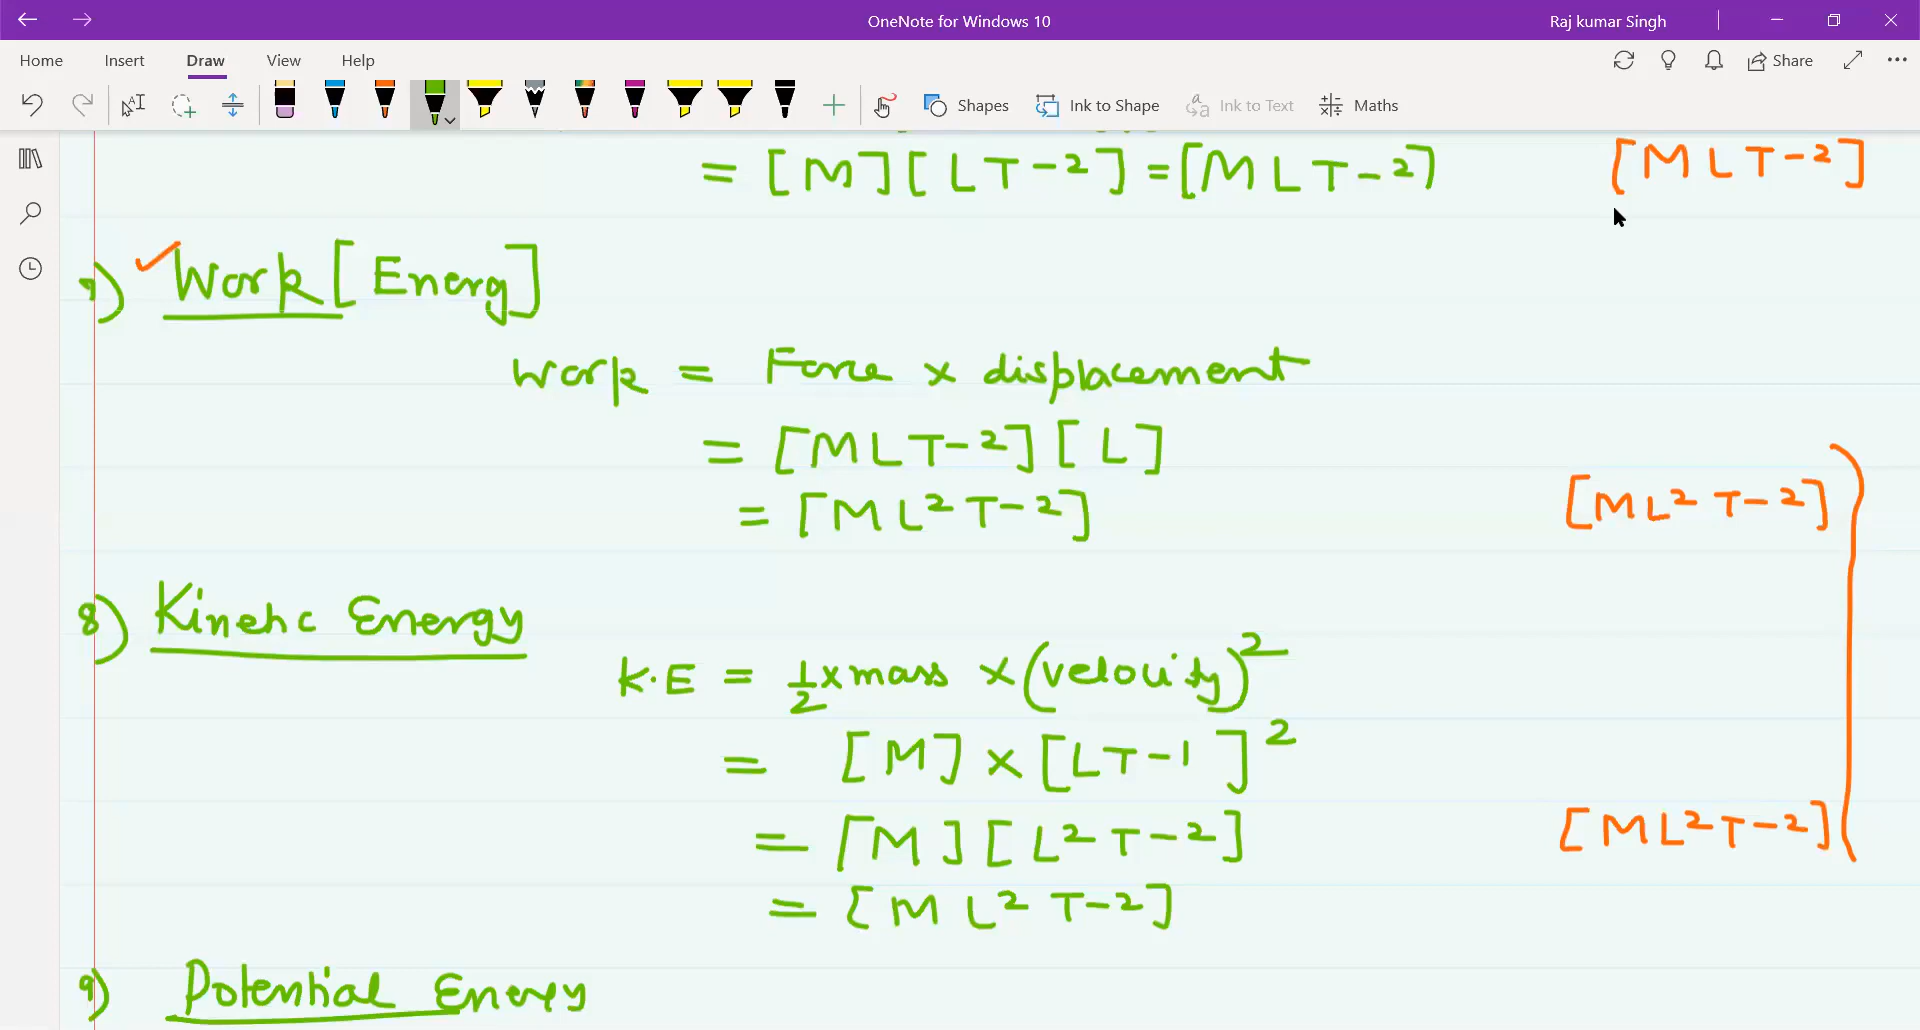 OneNote for Windows 10
Raj kumar Singh
Home Insert Draw View Help
Share
Shapes Ink to Shape Ink to Text Maths
= [M][LT-2] = [MLT-2] [MLT-2]
7) Work [Energ]
work = Force × displacement
= [MLT-2][L]
= [ML²T-2] [ML²T-2]
8) Kinetic Energy
K.E = 1/2 × mass × (velocity)²
= [M] × [LT-1]²
= [M][L²T-2] [ML²T-2]
= [ML²T-2]
9) Potential Energy